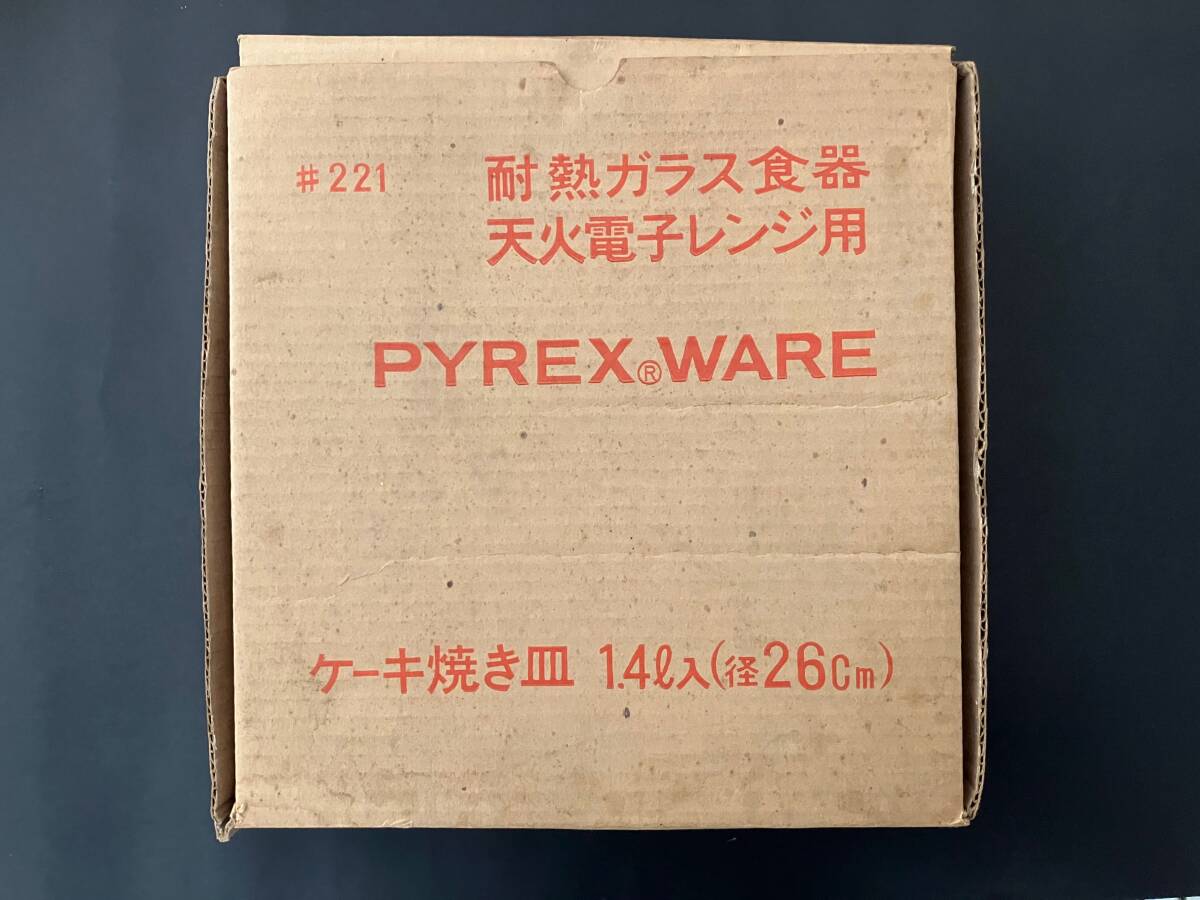 #221
耐熱ガラス食器
天火電子レンジ用
PYREX®WARE
ケーキ焼き皿 1.4ℓ入(径26Cm)